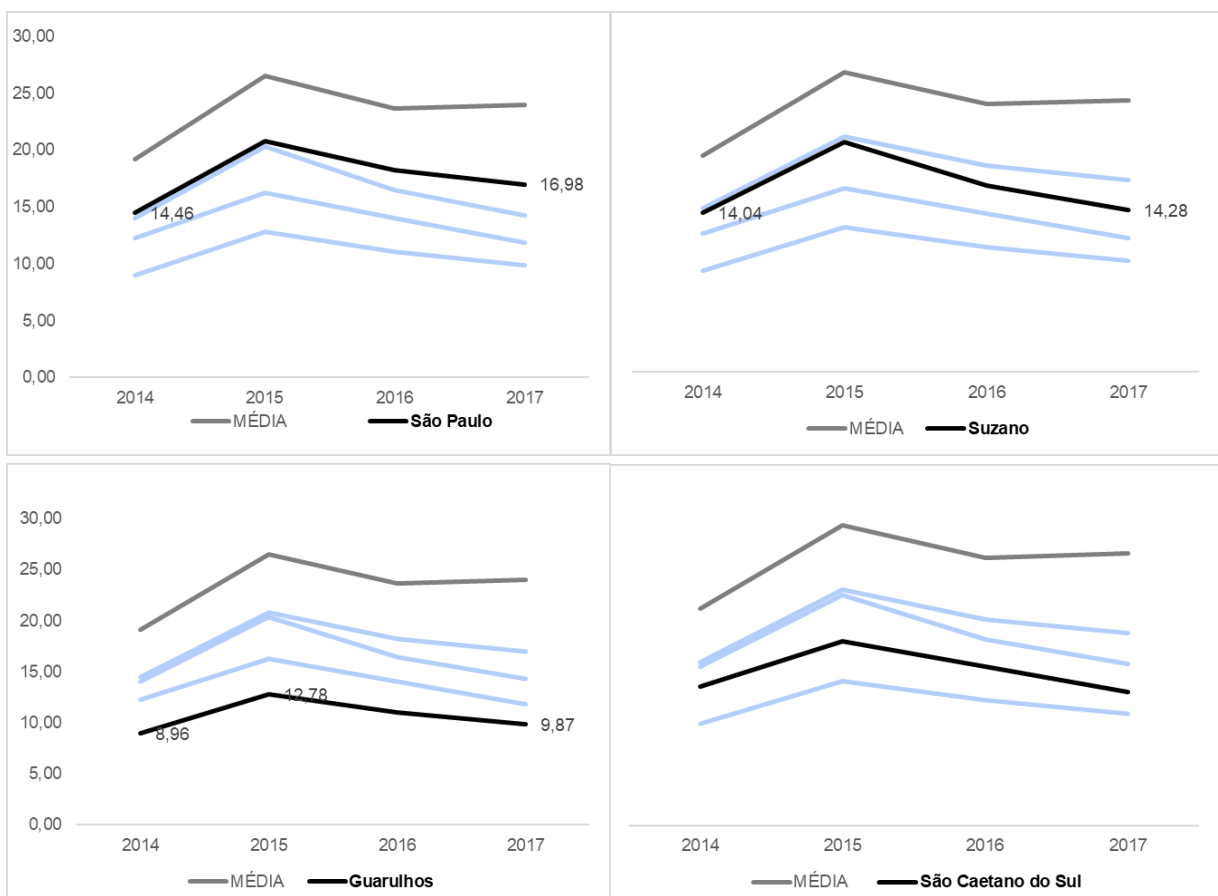 30,00
25,00
20,00
15,00
10,00
5,00
0,00
14,46
16,98
2014 2015 2016 2017
MÉDIA São Paulo
14,04
14,28
2014 2015 2016 2017
MÉDIA Suzano
30,00
25,00
20,00
15,00
10,00
5,00
0,00
8,96
12,78
9,87
2014 2015 2016 2017
MÉDIA Guarulhos
2014 2015 2016 2017
MÉDIA São Caetano do Sul